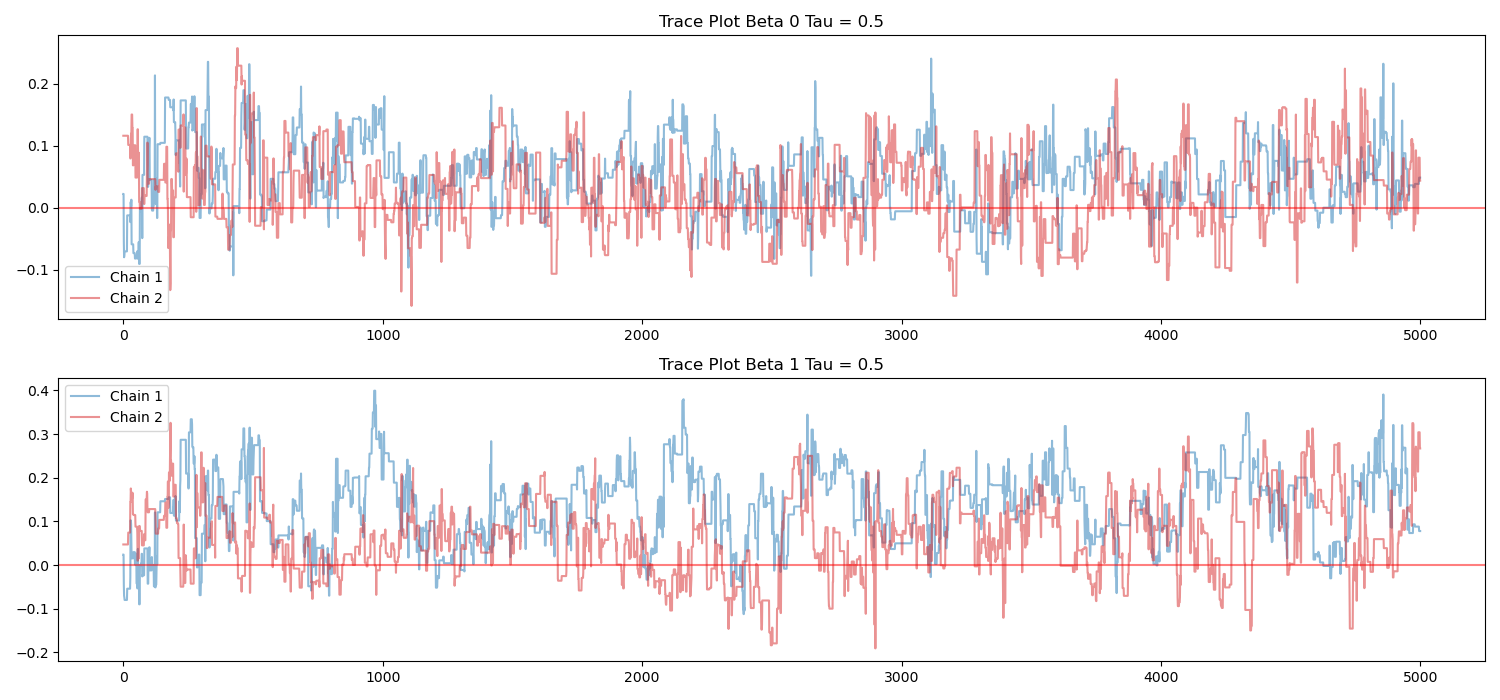 Trace Plot Beta 0 Tau = 0.5
0.2
0.1
0.0
−0.1
Chain 1
Chain 2
0 1000 2000 3000 4000 5000
Trace Plot Beta 1 Tau = 0.5
0.4
0.3
0.2
0.1
0.0
−0.1
−0.2
Chain 1
Chain 2
0 1000 2000 3000 4000 5000